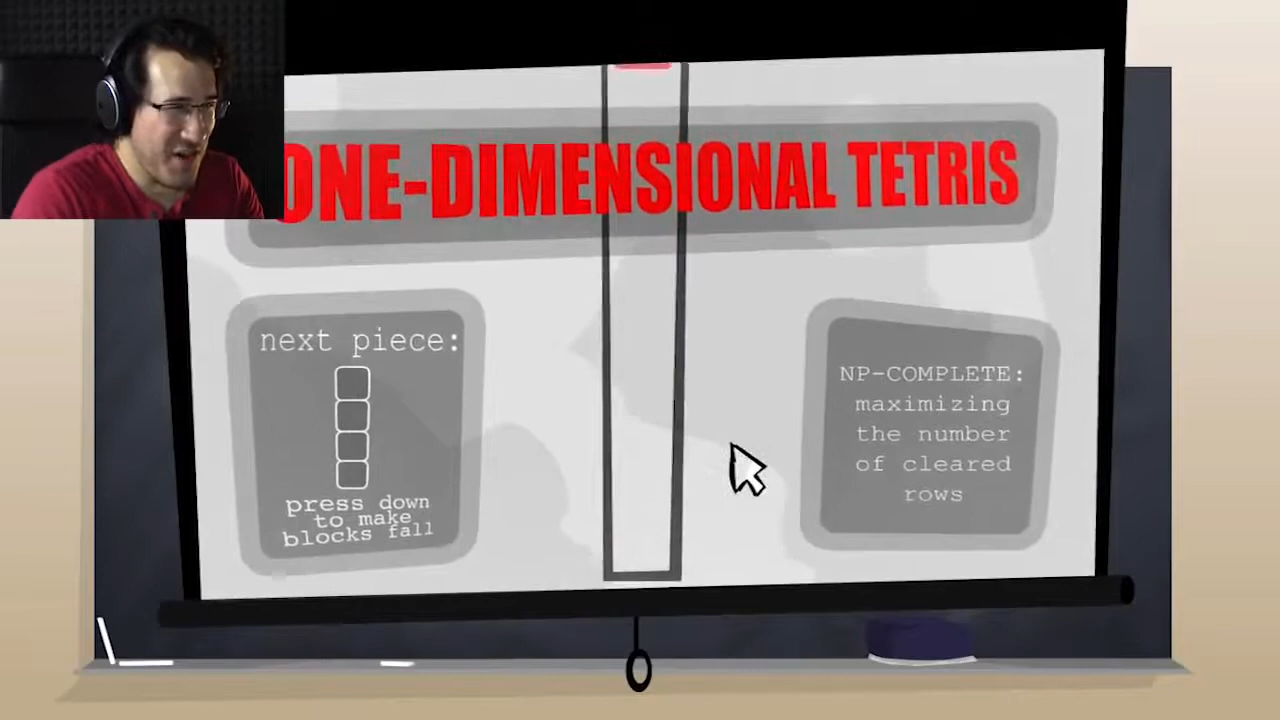 ONE-DIMENSIONAL TETRIS
next piece:
press down
to make
blocks fall
NP-COMPLETE:
maximizing
the number
of cleared
rows